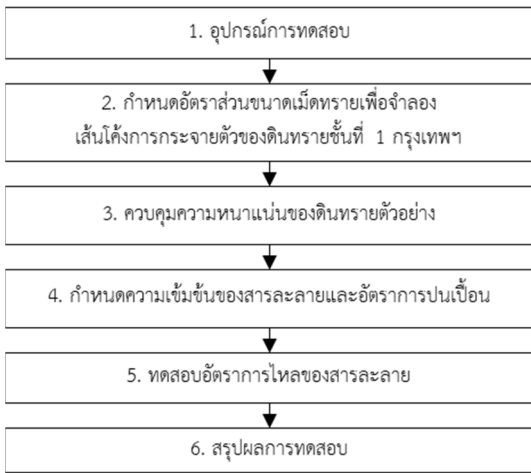 1. อุปกรณ์การทดสอบ
2. กำหนดอัตราส่วนขนาดเม็ดทรายเพื่อจำลอง
เส้นโค้งการกระจายตัวของดินทรายชั้นที่ 1 กรุงเทพฯ
3. ควบคุมความหนาแน่นของดินทรายตัวอย่าง
4. กำหนดความเข้มข้นของสารละลายและอัตราการปนเปื้อน
5. ทดสอบอัตราการไหลของสารละลาย
6. สรุปผลการทดสอบ